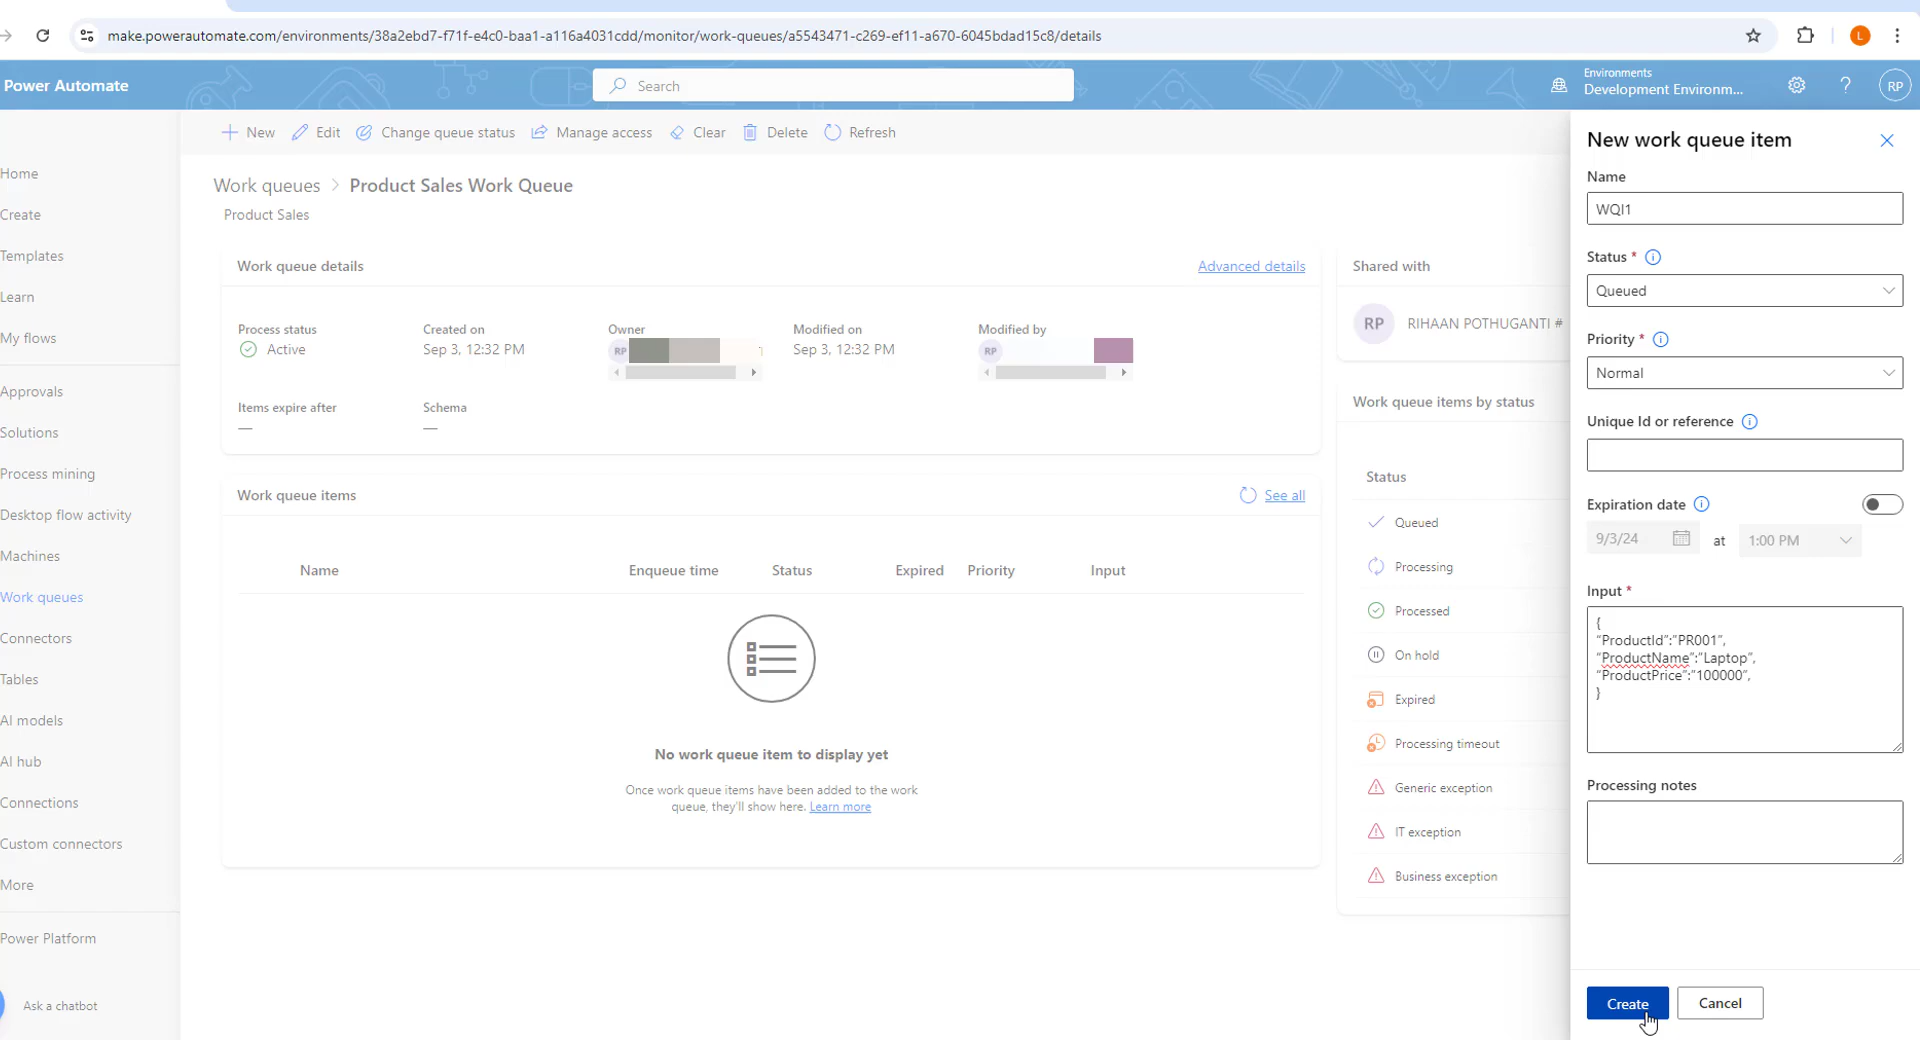 make.powerautomate.com/environments/38a2ebd7-f71f-e4c0-baa1-a116a4031cdd/monitor/work-queues/a5543471-c269-ef11-a670-6045bdad15c8/details
L
Power Automate
Search
Environments
Development Environm...
RP
New
Edit
Change queue status
Manage access
Clear
Delete
Refresh
Home
Create
Templates
Learn
My flows
Approvals
Solutions
Process mining
Desktop flow activity
Machines
Work queues
Connectors
Tables
AI models
AI hub
Connections
Custom connectors
More
Power Platform
Ask a chatbot
Work queues > Product Sales Work Queue
Product Sales
Work queue details
Advanced details
Process status
Active
Created on
Sep 3, 12:32 PM
Owner
RP
Modified on
Sep 3, 12:32 PM
Modified by
RP
Items expire after
—
Schema
—
Work queue items
See all
Name
Enqueue time
Status
Expired
Priority
Input
No work queue item to display yet
Once work queue items have been added to the work
queue, they'll show here. Learn more
Shared with
RP
RIHAAN POTHUGANTI #
Work queue items by status
Status
Queued
Processing
Processed
On hold
Expired
Processing timeout
Generic exception
IT exception
Business exception
New work queue item
Name
WQI1
Status *
Queued
Priority *
Normal
Unique Id or reference
Expiration date
9/3/24
at
1:00 PM
Input *
{
“ProductId”:”PR001”,
“ProductName”:”Laptop”,
“ProductPrice”:”100000”,
}
Processing notes
Create
Cancel